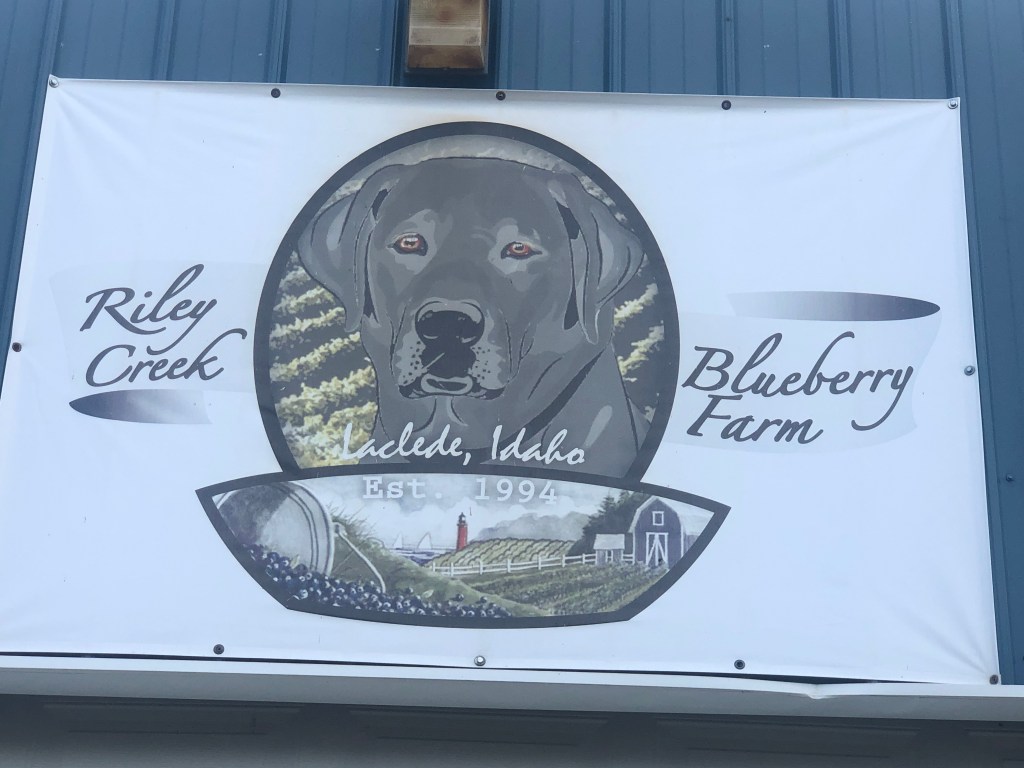 Riley
Creek
Blueberry
Farm
Laclede, Idaho
Est. 1994